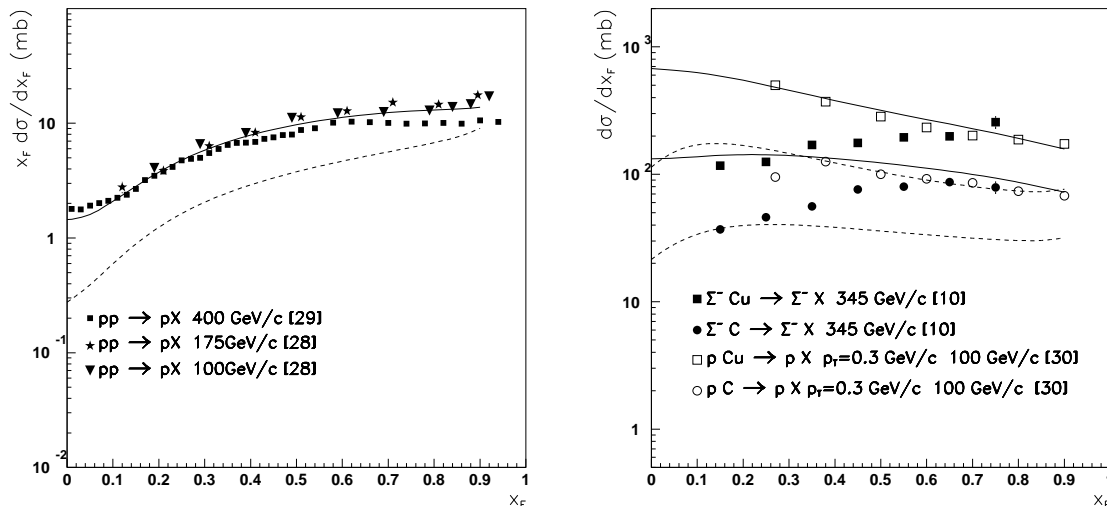 x_F dσ/dx_F (mb)
10
1
10^-1
10^-2
■ pp → pX 400 GeV/c [29]
★ pp → pX 175GeV/c [28]
▼ pp → pX 100GeV/c [28]
0 0.1 0.2 0.3 0.4 0.5 0.6 0.7 0.8 0.9 1
x_F
dσ/dx_F (mb)
10^3
10^2
10
1
■ Σ⁻ Cu → Σ⁻ X 345 GeV/c [10]
● Σ⁻ C → Σ⁻ X 345 GeV/c [10]
□ p Cu → p X p_T=0.3 GeV/c 100 GeV/c [30]
○ p C → p X p_T=0.3 GeV/c 100 GeV/c [30]
0 0.1 0.2 0.3 0.4 0.5 0.6 0.7 0.8 0.9 1
x_F